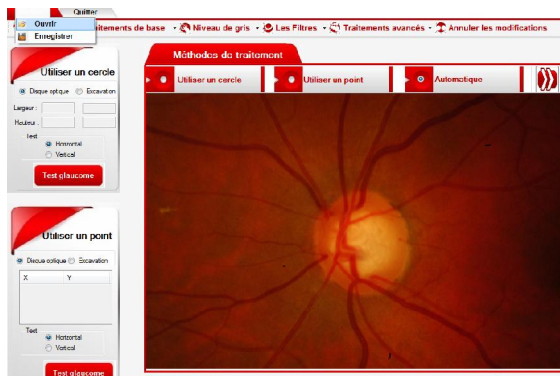 Quitter
Ouvrir
Enregistrer
itements de base - Niveau de gris - Les Filtres - Traitements avancés - Annuler les modifications
Méthodes de traitement
Utiliser un cercle
Utiliser un point
Automatique
Utiliser un cercle
Disque optique
Excavation
Largeur :
Hauteur :
Test
Horizontal
Vertical
Test glaucome
Utiliser un point
Disque optique
Excavation
X Y
Test
Horizontal
Vertical
Test glaucome